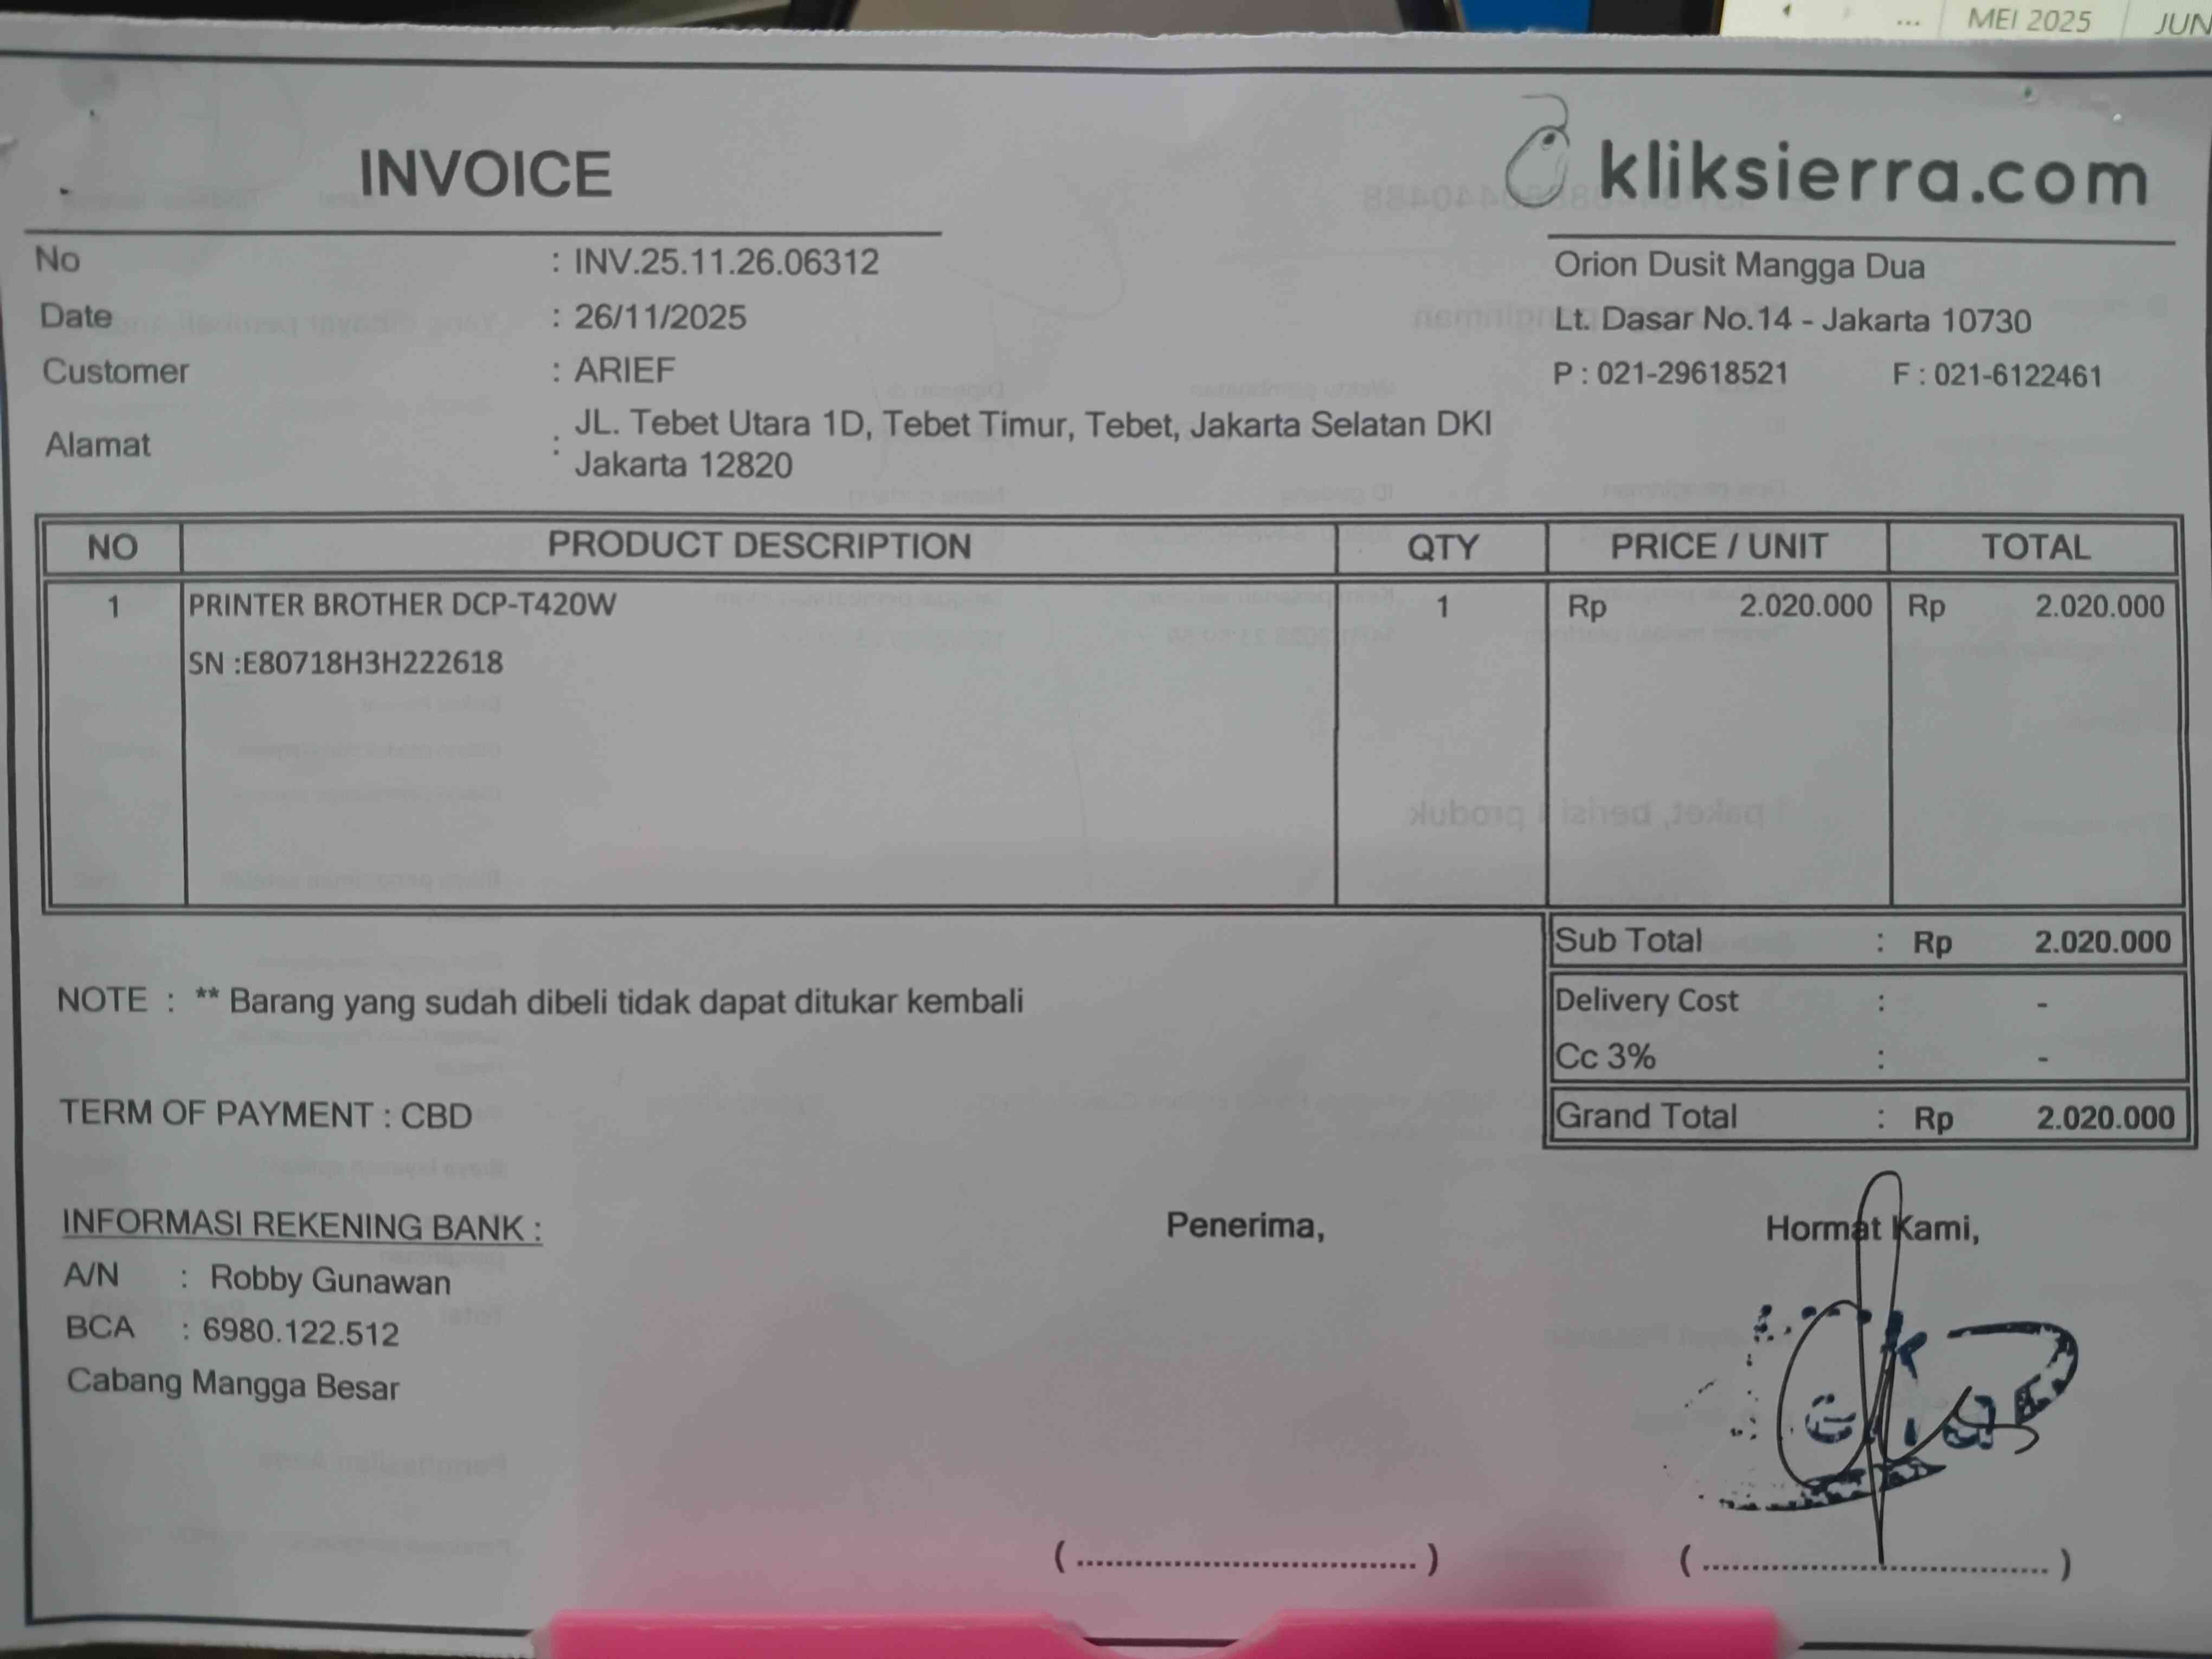 ... MEI 2025 JUN
INVOICE
kliksierra.com
No : INV.25.11.26.06312
Date : 26/11/2025
Customer : ARIEF
Alamat : JL. Tebet Utara 1D, Tebet Timur, Tebet, Jakarta Selatan DKI
Jakarta 12820
Orion Dusit Mangga Dua
Lt. Dasar No.14 - Jakarta 10730
P : 021-29618521 F : 021-6122461
NO PRODUCT DESCRIPTION QTY PRICE / UNIT TOTAL
1 PRINTER BROTHER DCP-T420W 1 Rp 2.020.000 Rp 2.020.000
SN :E80718H3H222618
Sub Total : Rp 2.020.000
NOTE : ** Barang yang sudah dibeli tidak dapat ditukar kembali
Delivery Cost : -
Cc 3% : -
TERM OF PAYMENT : CBD
Grand Total : Rp 2.020.000
INFORMASI REKENING BANK :
A/N : Robby Gunawan
BCA : 6980.122.512
Cabang Mangga Besar
Penerima,
Hormat Kami,
( ................................... )
( ................................... )